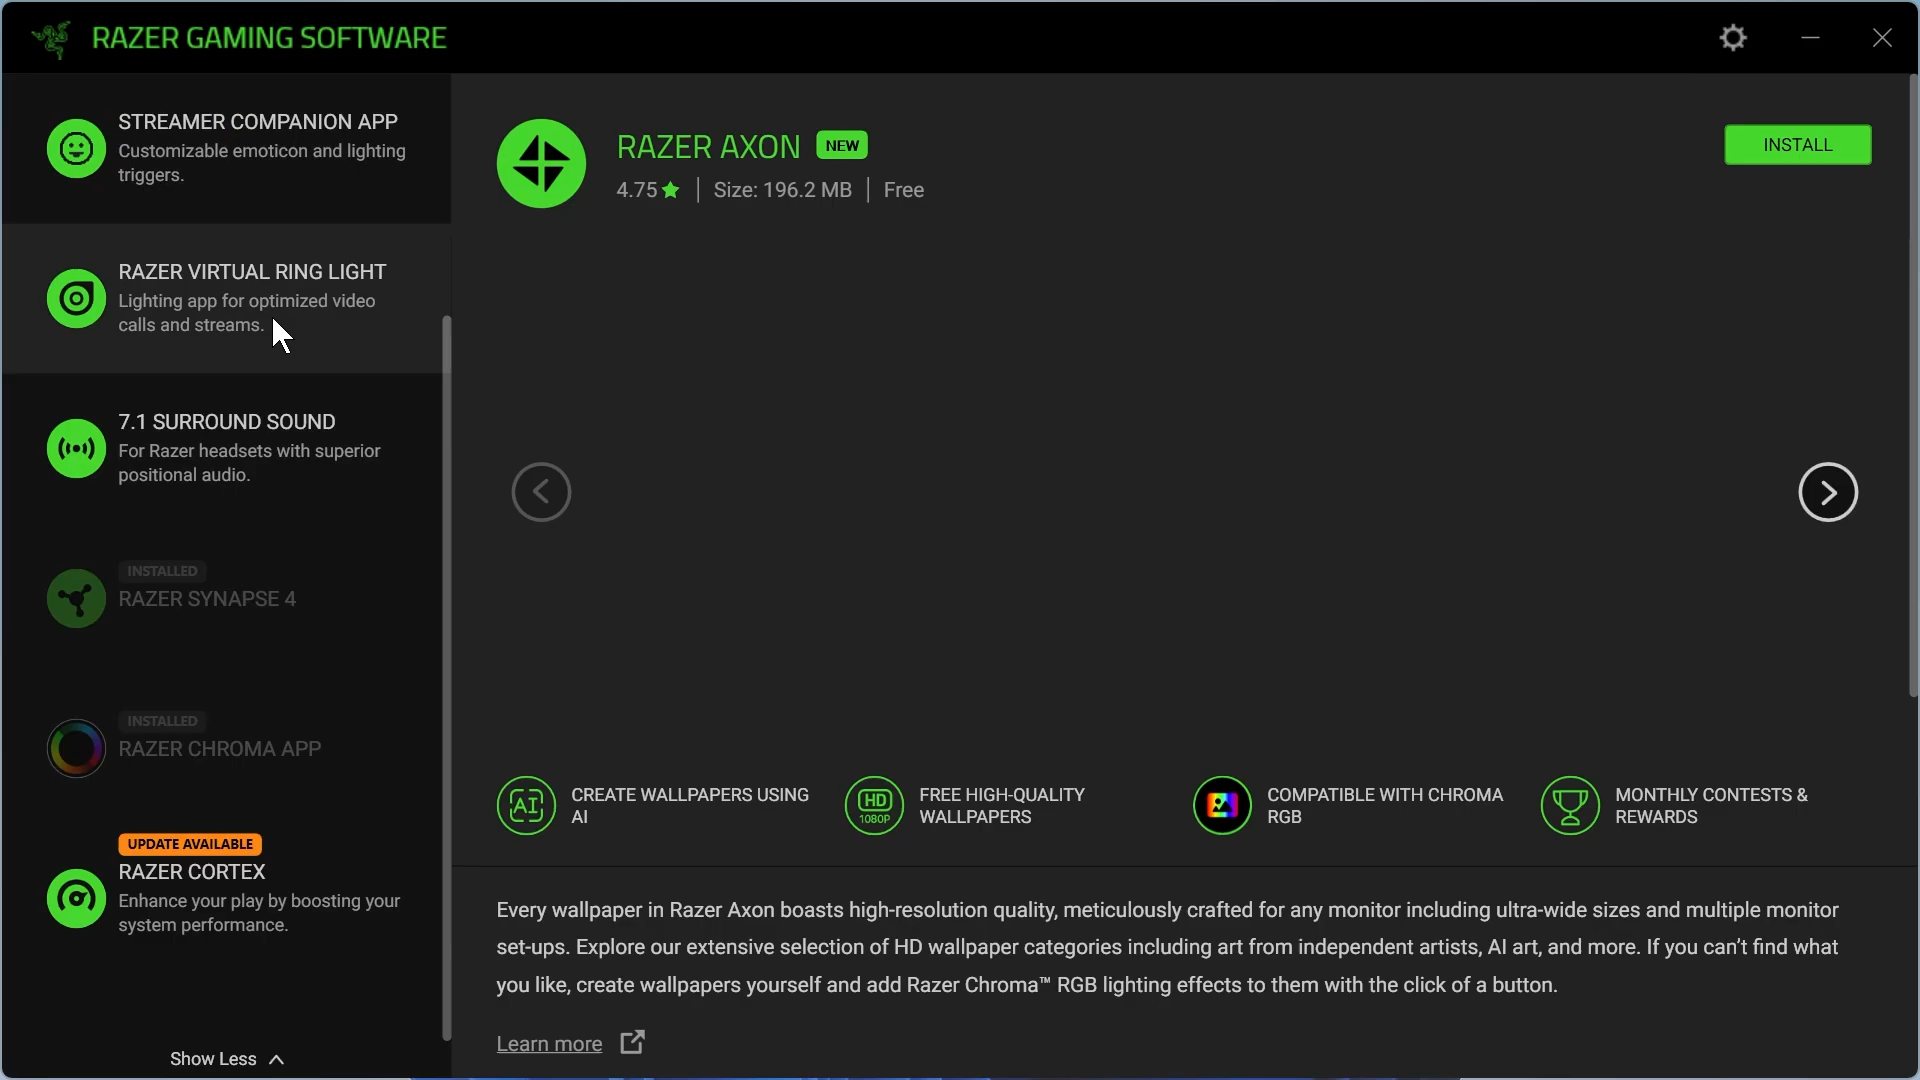 RAZER GAMING SOFTWARE
STREAMER COMPANION APP
Customizable emoticon and lighting
triggers.
RAZER VIRTUAL RING LIGHT
Lighting app for optimized video
calls and streams.
7.1 SURROUND SOUND
For Razer headsets with superior
positional audio.
INSTALLED
RAZER SYNAPSE 4
INSTALLED
RAZER CHROMA APP
UPDATE AVAILABLE
RAZER CORTEX
Enhance your play by boosting your
system performance.
Show Less
RAZER AXON NEW
4.75 | Size: 196.2 MB | Free
INSTALL
AI
CREATE WALLPAPERS USING
AI
HD
1080P
FREE HIGH-QUALITY
WALLPAPERS
COMPATIBLE WITH CHROMA
RGB
MONTHLY CONTESTS &
REWARDS
Every wallpaper in Razer Axon boasts high-resolution quality, meticulously crafted for any monitor including ultra-wide sizes and multiple monitor
set-ups. Explore our extensive selection of HD wallpaper categories including art from independent artists, AI art, and more. If you can't find what
you like, create wallpapers yourself and add Razer Chroma™ RGB lighting effects to them with the click of a button.
Learn more